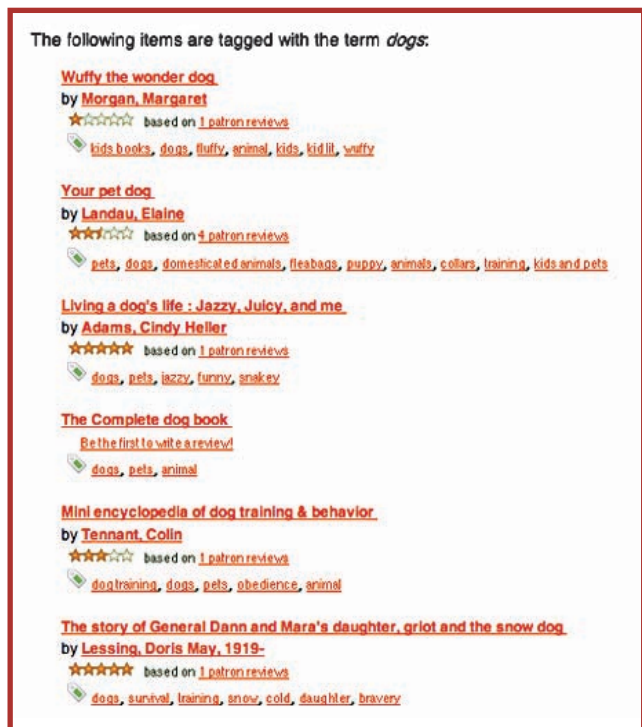 The following items are tagged with the term dogs:
Wuffy the wonder dog
by Morgan, Margaret
based on 1 patron reviews
kids books, dogs, fluffy, animal, kids, kid lit, wuffy
Your pet dog
by Landau, Elaine
based on 4 patron reviews
pets, dogs, domesticated animals, fleabags, puppy, animals, collars, training, kids and pets
Living a dog's life : Jazzy, Juicy, and me
by Adams, Cindy Heller
based on 1 patron reviews
dogs, pets, jazzy, funny, snakey
The Complete dog book
Be the first to write a review!
dogs, pets, animal
Mini encyclopedia of dog training & behavior
by Tennant, Colin
based on 1 patron reviews
dog training, dogs, pets, obedience, animal
The story of General Dann and Mara's daughter, griot and the snow dog
by Lessing, Doris May, 1919-
based on 1 patron reviews
dogs, survival, training, snow, cold, daughter, bravery